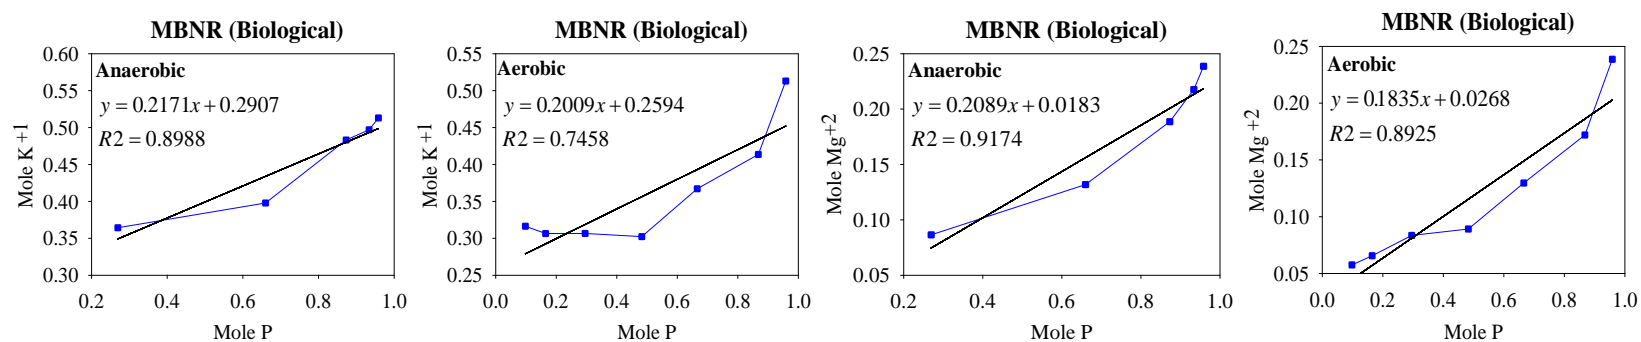 MBNR (Biological)
Anaerobic
y = 0.2171x + 0.2907
R2 = 0.8988
Mole K+1
0.60
0.55
0.50
0.45
0.40
0.35
0.30
0.2 0.4 0.6 0.8 1.0
Mole P
MBNR (Biological)
Aerobic
y = 0.2009x + 0.2594
R2 = 0.7458
Mole K+1
0.55
0.50
0.45
0.40
0.35
0.30
0.25
0.0 0.2 0.4 0.6 0.8 1.0
Mole P
MBNR (Biological)
Anaerobic
y = 0.2089x + 0.0183
R2 = 0.9174
Mole Mg+2
0.25
0.20
0.15
0.10
0.05
0.2 0.4 0.6 0.8 1.0
Mole P
MBNR (Biological)
Aerobic
y = 0.1835x + 0.0268
R2 = 0.8925
Mole Mg+2
0.25
0.20
0.15
0.10
0.05
0.0 0.2 0.4 0.6 0.8 1.0
Mole P